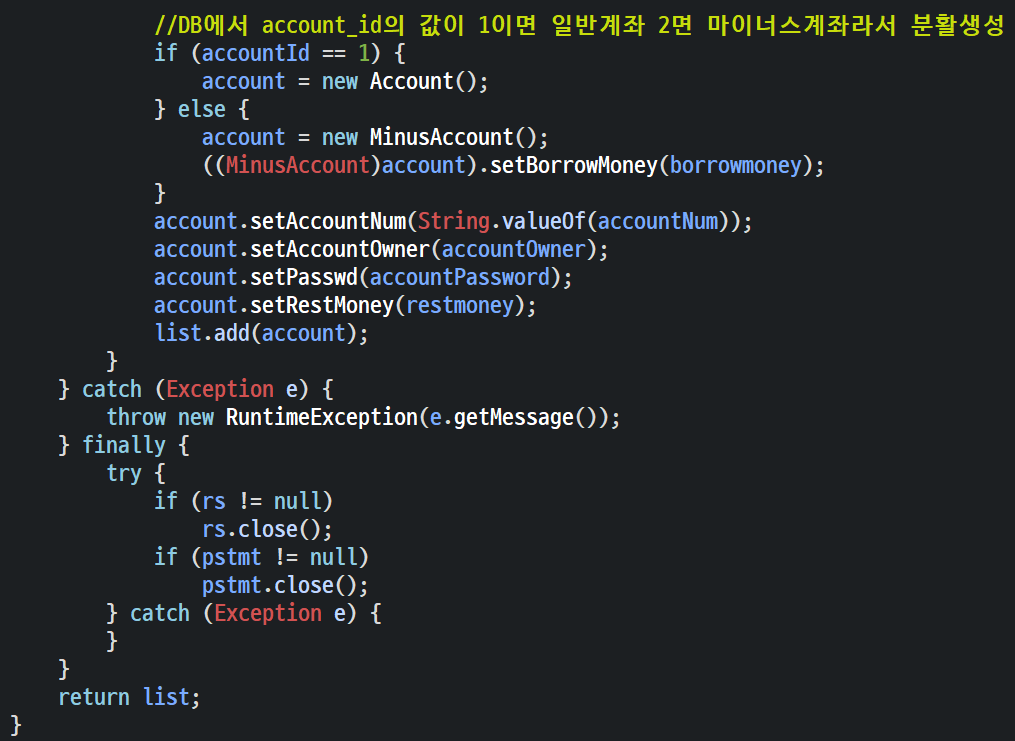 //DB에서 account_id의 값이 1이면 일반계좌 2면 마이너스계좌라서 분활생성
if (accountId == 1) {
account = new Account();
} else {
account = new MinusAccount();
((MinusAccount)account).setBorrowMoney(borrowmoney);
}
account.setAccountNum(String.valueOf(accountNum));
account.setAccountOwner(accountOwner);
account.setPasswd(accountPassword);
account.setRestMoney(restmoney);
list.add(account);
}
} catch (Exception e) {
throw new RuntimeException(e.getMessage());
} finally {
try {
if (rs != null)
rs.close();
if (pstmt != null)
pstmt.close();
} catch (Exception e) {
}
}
return list;
}